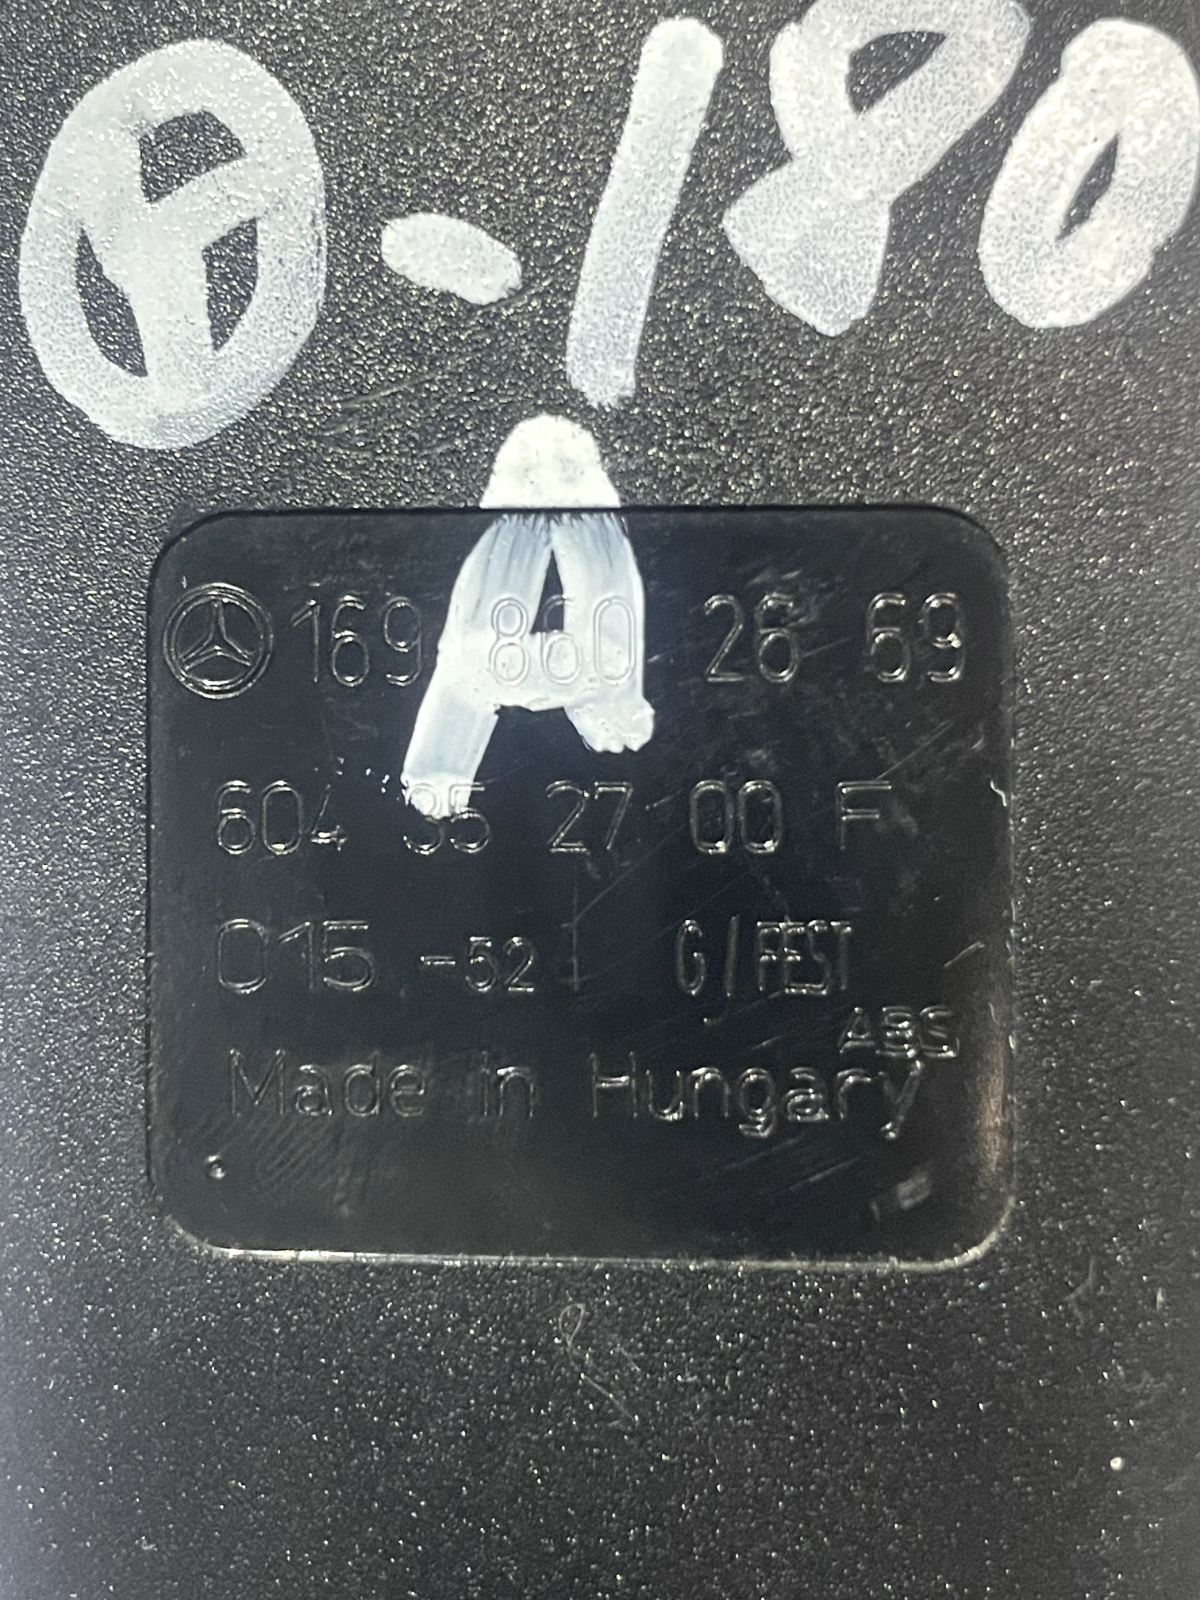 A-180
A
169 860 26 69
604 35 27 00 F
015 -52 G/FEST
ABS
Made in Hungary